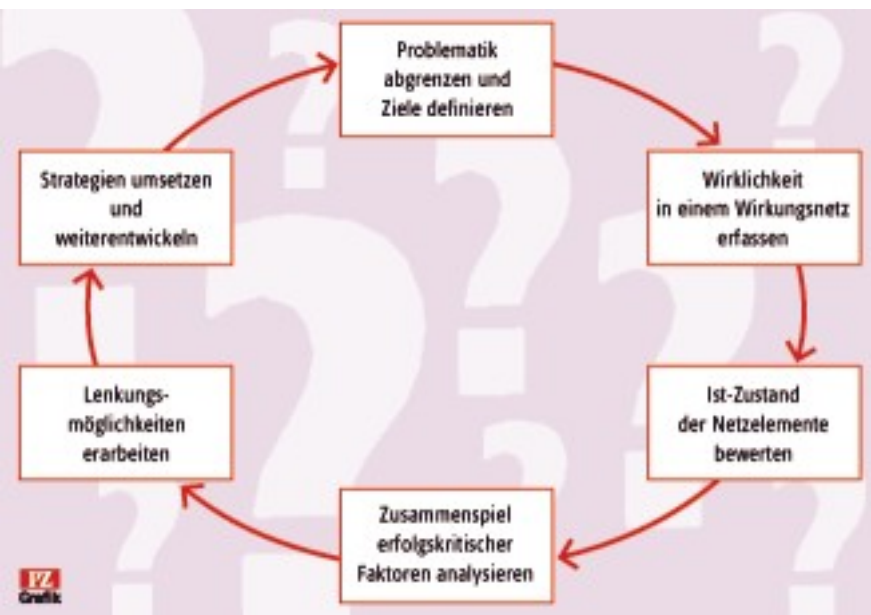 Problematik
abgrenzen und
Ziele definieren
Wirklichkeit
in einem Wirkungsnetz
erfassen
Ist-Zustand
der Netzelemente
bewerten
Zusammenspiel
erfolgskritischer
Faktoren analysieren
Lenkungs-
möglichkeiten
erarbeiten
Strategien umsetzen
und
weiterentwickeln
PZ
Grafik